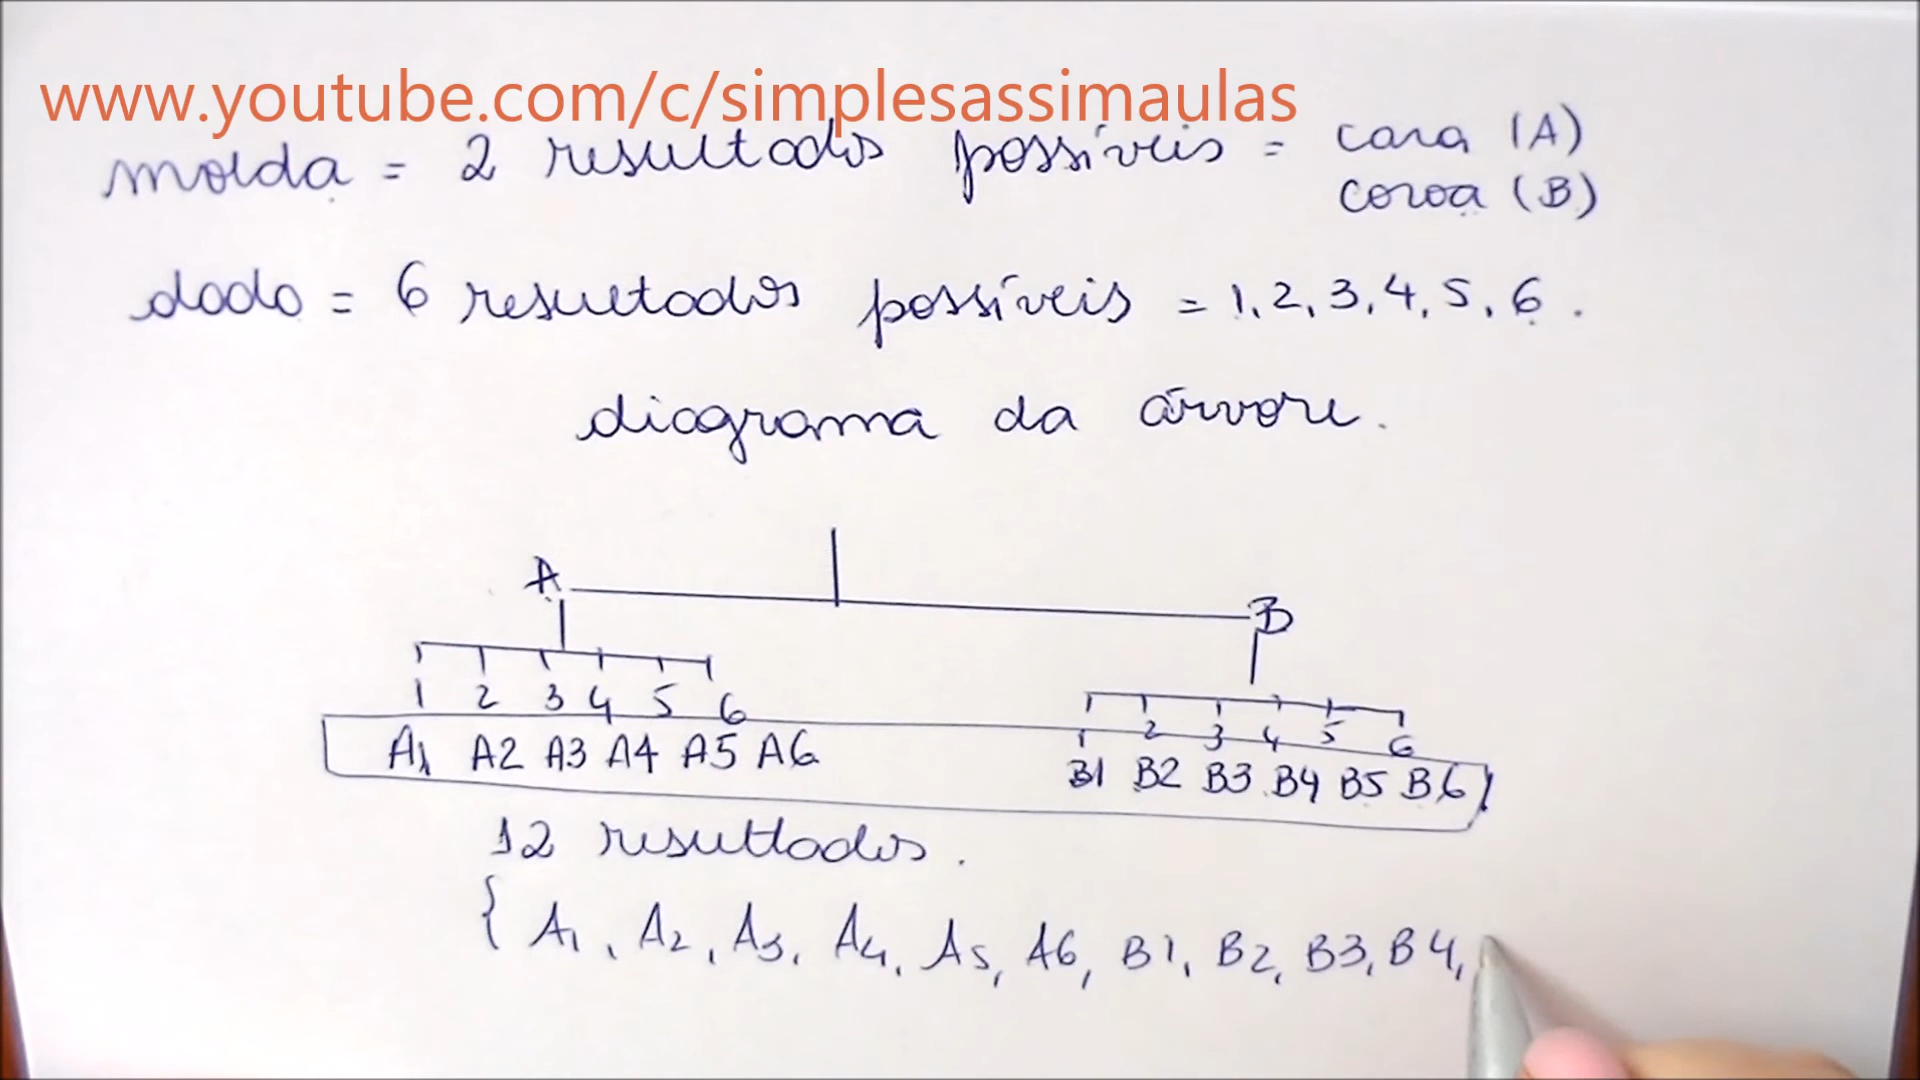 www.youtube.com/c/simplesassimaulas
moeda = 2 resultados possíveis = cara (A)
coroa (B)
dado = 6 resultados possíveis = 1, 2, 3, 4, 5, 6.
diagrama da árvore.
A
B
1 2 3 4 5 6
1 2 3 4 5 6
A1 A2 A3 A4 A5 A6
B1 B2 B3 B4 B5 B6
12 resultados.
{ A1, A2, A3, A4, A5, A6, B1, B2, B3, B4,